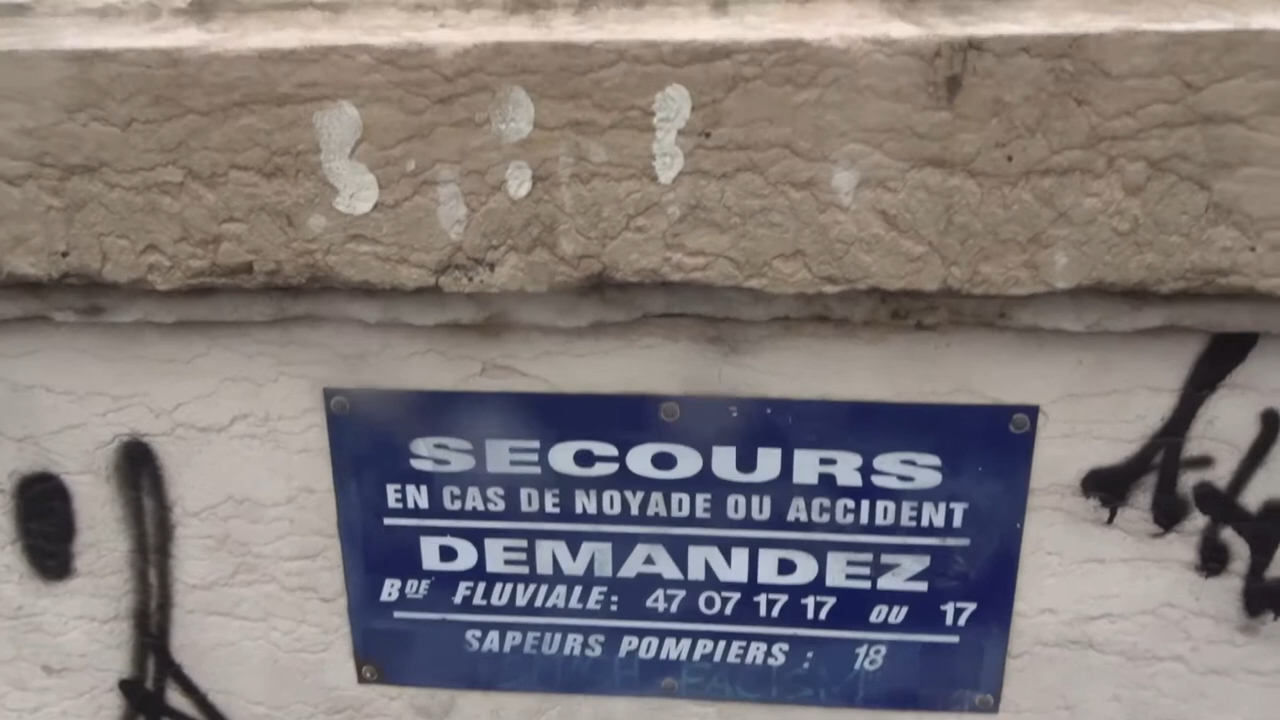 SECOURS
EN CAS DE NOYADE OU ACCIDENT
DEMANDEZ
BDE FLUVIALE: 47 07 17 17 OU 17
SAPEURS POMPIERS : 18